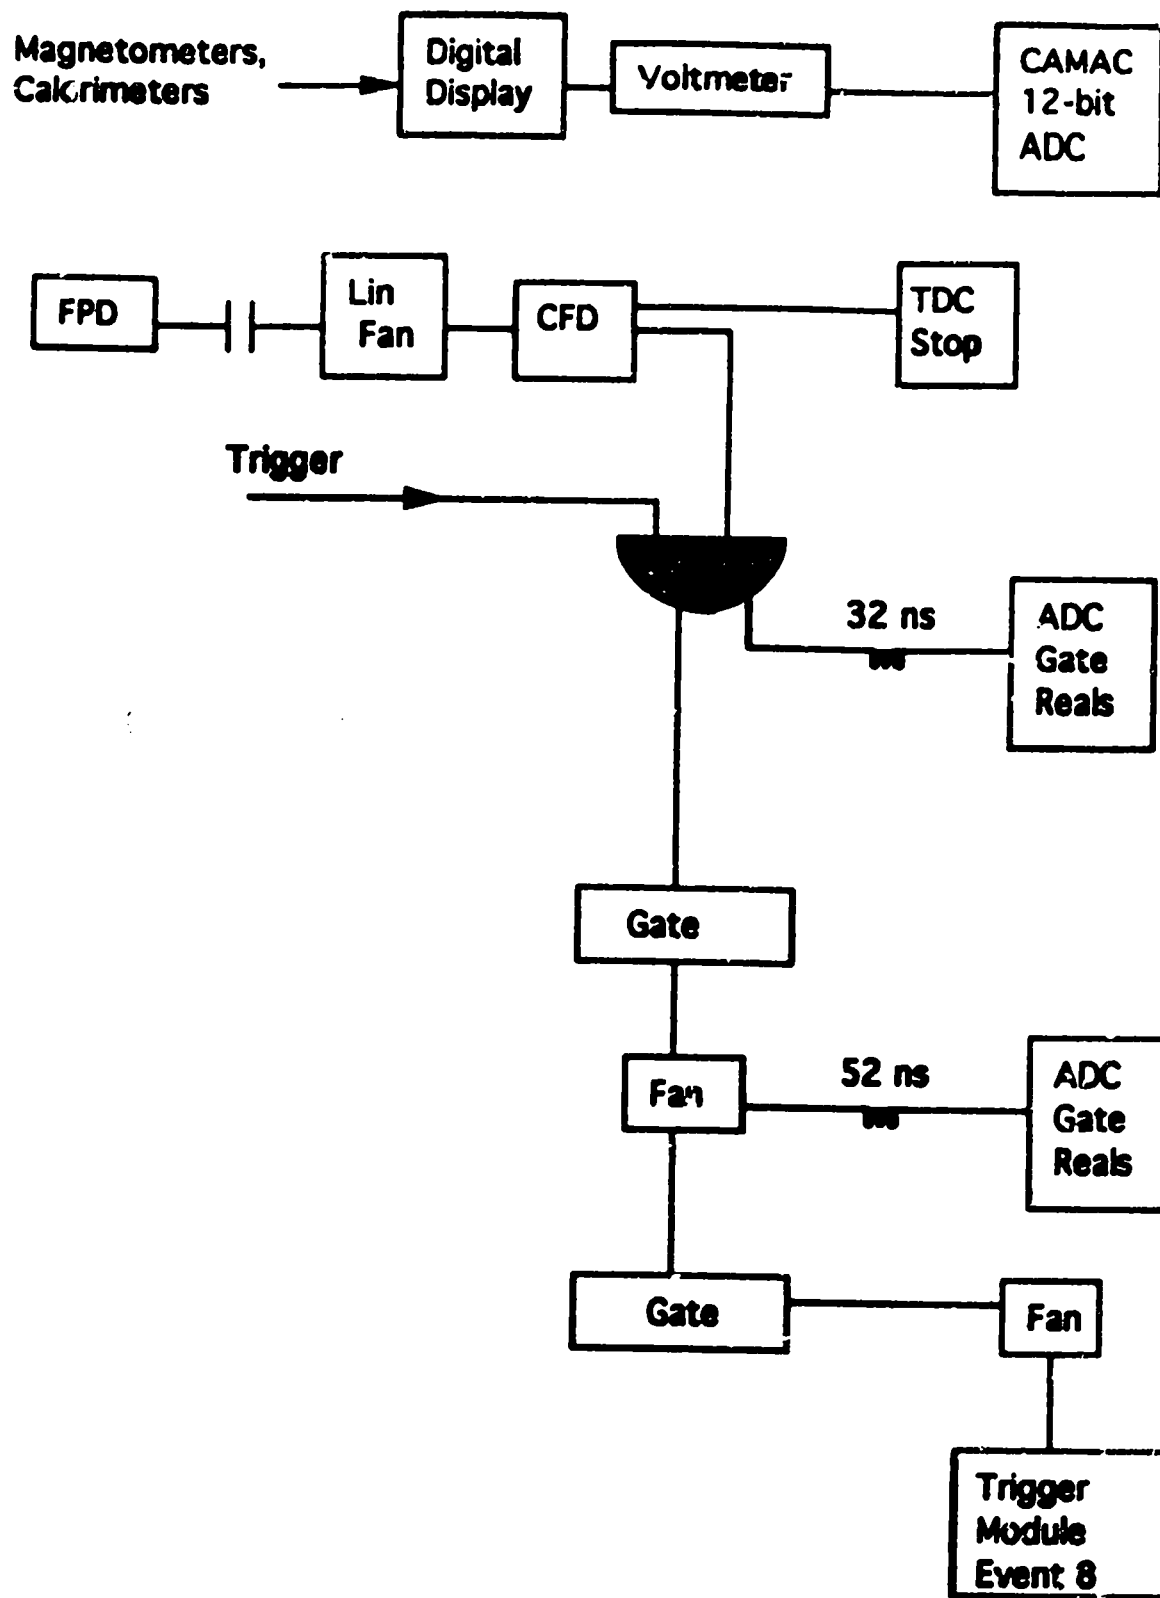 Magnetometers,
Calorimeters
Digital
Display
Voltmeter
CAMAC
12-bit
ADC
FPD
Lin
Fan
CFD
TDC
Stop
Trigger
32 ns
ADC
Gate
Reals
Gate
Fan
52 ns
ADC
Gate
Reals
Gate
Fan
Trigger
Module
Event 8